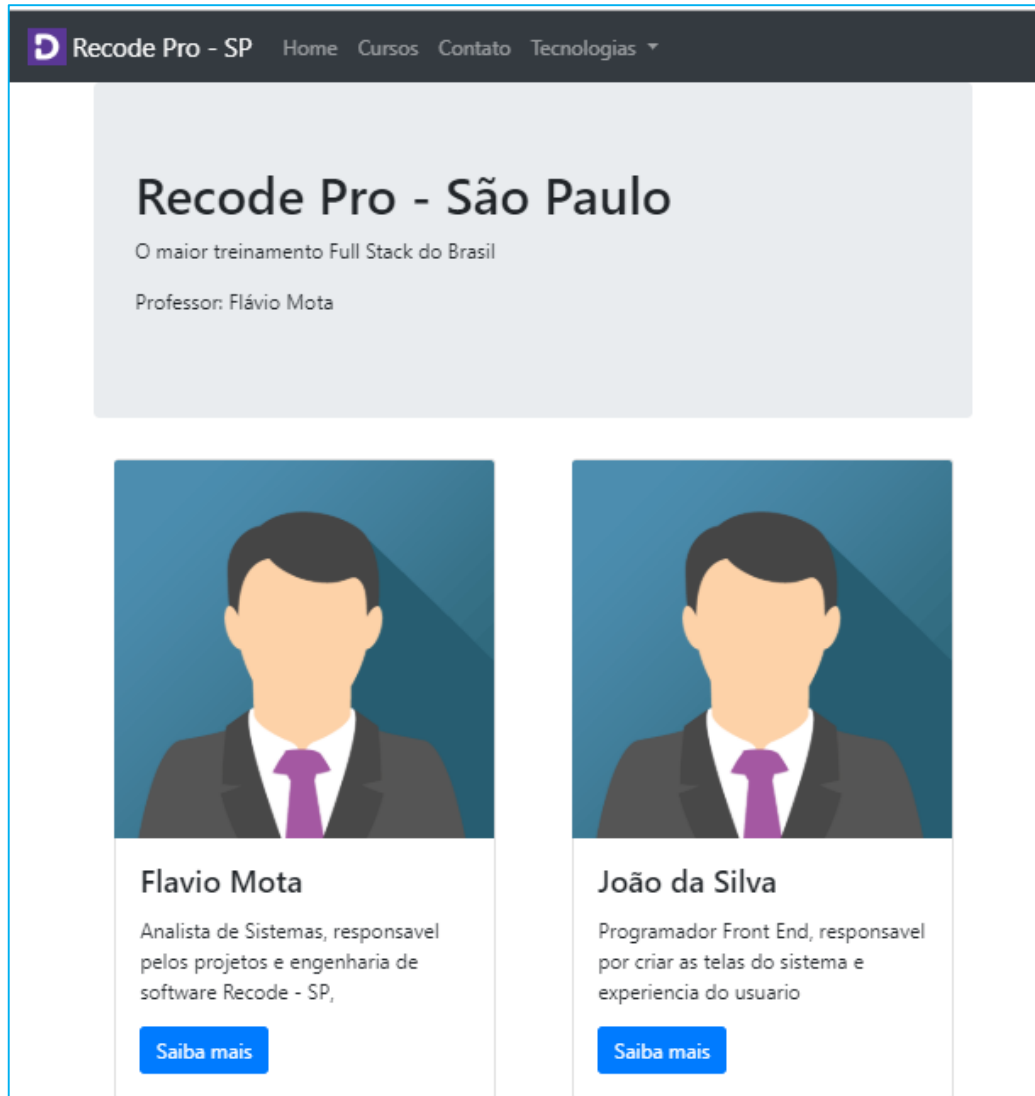 D Recode Pro - SP Home Cursos Contato Tecnologias
Recode Pro - São Paulo
O maior treinamento Full Stack do Brasil
Professor: Flávio Mota
Flavio Mota
Analista de Sistemas, responsavel
pelos projetos e engenharia de
software Recode - SP,
Saiba mais
João da Silva
Programador Front End, responsavel
por criar as telas do sistema e
experiencia do usuario
Saiba mais